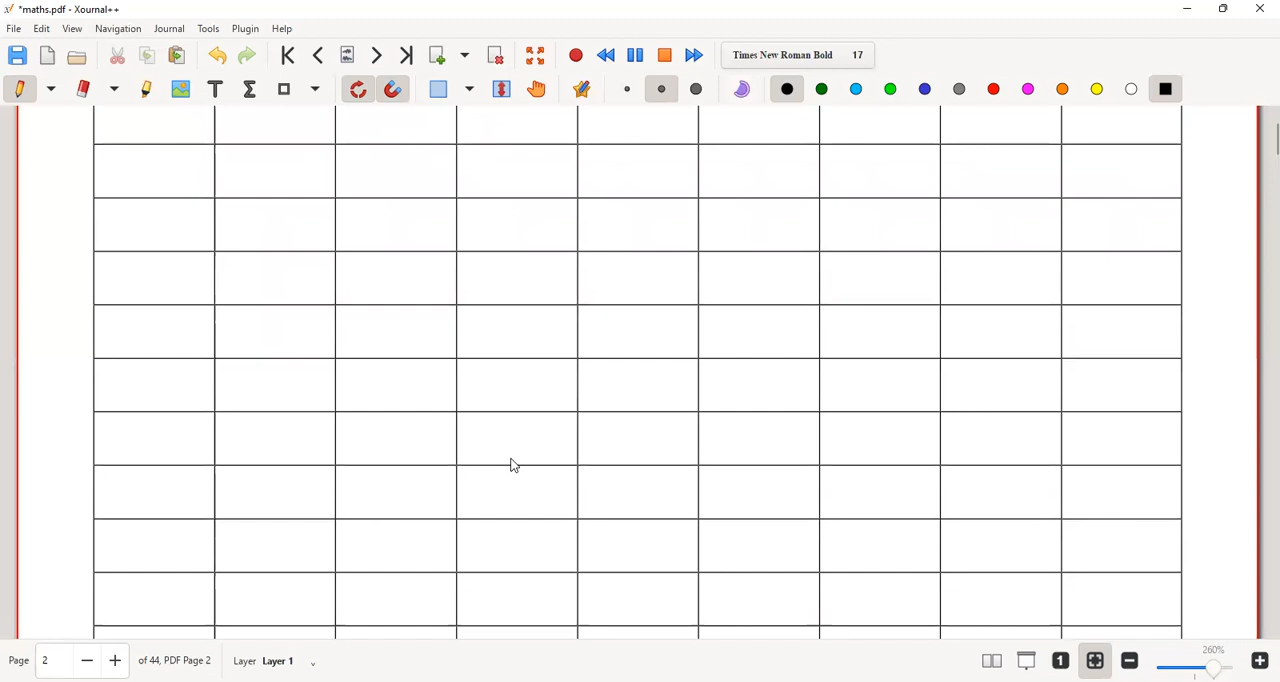 *maths.pdf - Xournal++
File Edit View Navigation Journal Tools Plugin Help
Times New Roman Bold 17
1
260%
Page 2 of 44, PDF Page 2 Layer Layer 1